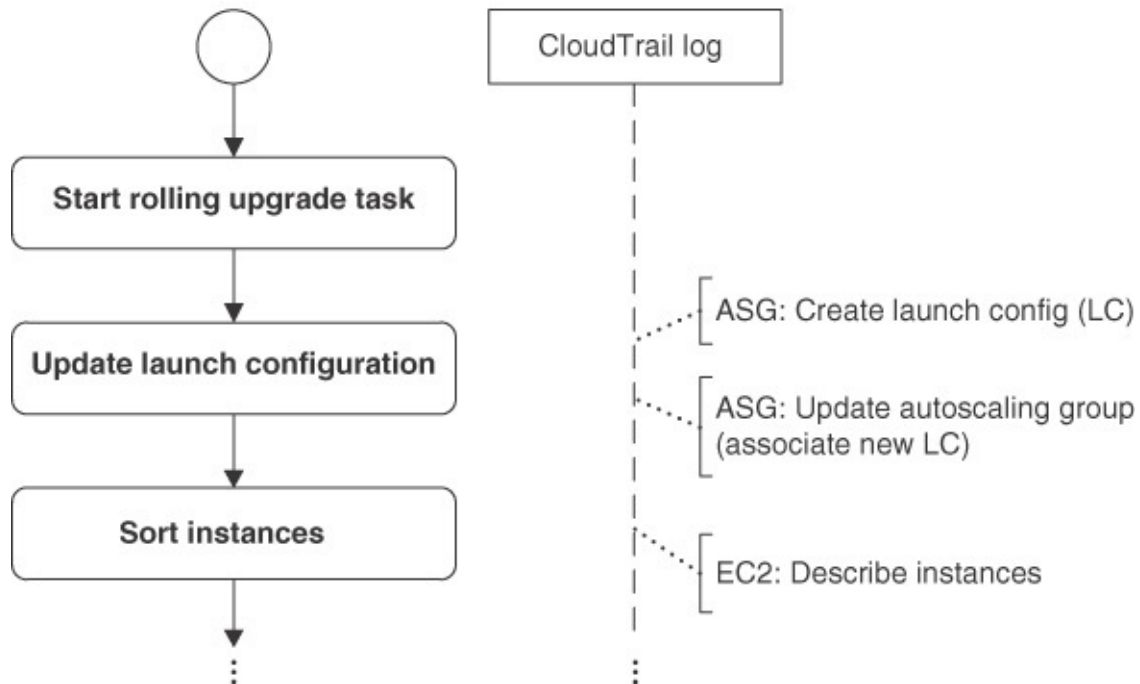 CloudTrail log
Start rolling upgrade task
ASG: Create launch config (LC)
Update launch configuration
ASG: Update autoscaling group
(associate new LC)
Sort instances
EC2: Describe instances